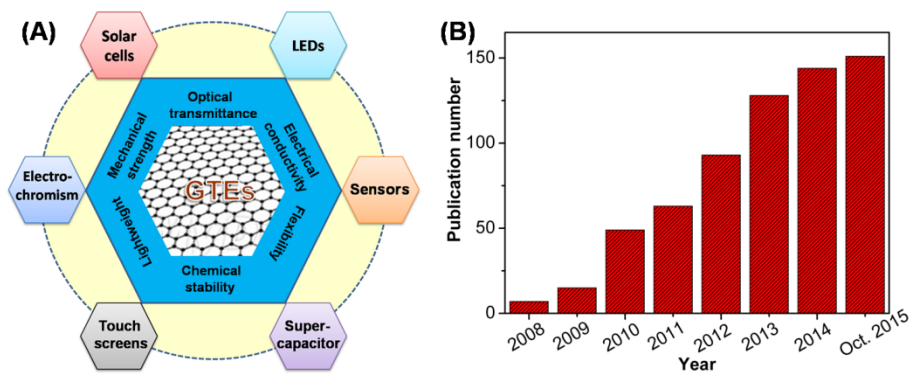 (A)
Solar
cells
LEDs
Optical
transmittance
Mechanical
strength
Electrical
conductivity
Electro-
chromism
GTEs
Sensors
Lightweight
Flexibility
Chemical
stability
Touch
screens
Super-
capacitor
(B)
Publication number
150
100
50
0
2008
2009
2010
2011
2012
2013
2014
Oct. 2015
Year